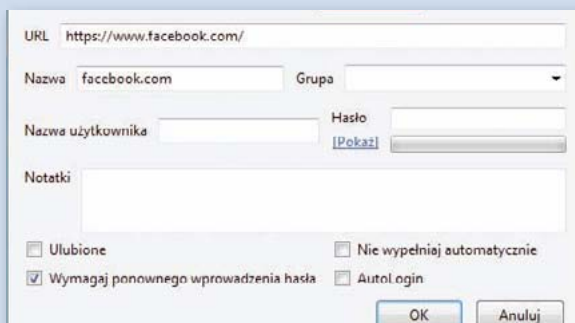 URL https://www.facebook.com/
Nazwa facebook.com Grupa
Nazwa użytkownika Hasło
[Pokaż]
Notatki
Ulubione Nie wypełniaj automatycznie
Wymagaj ponownego wprowadzenia hasła AutoLogin
OK Anuluj